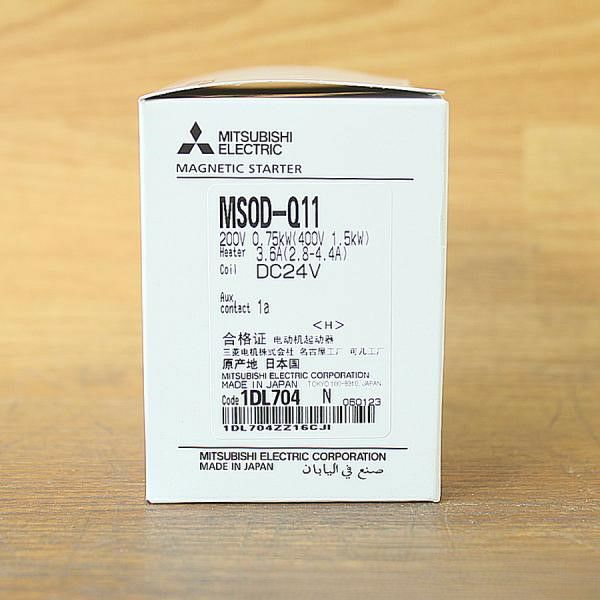 MITSUBISHI
ELECTRIC
MAGNETIC STARTER
MSOD-Q11
200V 0.75kW(400V 1.5kW)
Heater 3.6A(2.8-4.4A)
Coil DC24V
Aux.
contact 1a
<H>
合格证 电动机起动器
三菱电机株式会社 名古屋工厂 可儿工厂
原产地 日本国
MITSUBISHI ELECTRIC CORPORATION
MADE IN JAPAN TOKYO 100-8310, JAPAN
Code 1DL704 N 050123
1DL704ZZ16CJI
MITSUBISHI ELECTRIC CORPORATION
MADE IN JAPAN صنع في اليابان